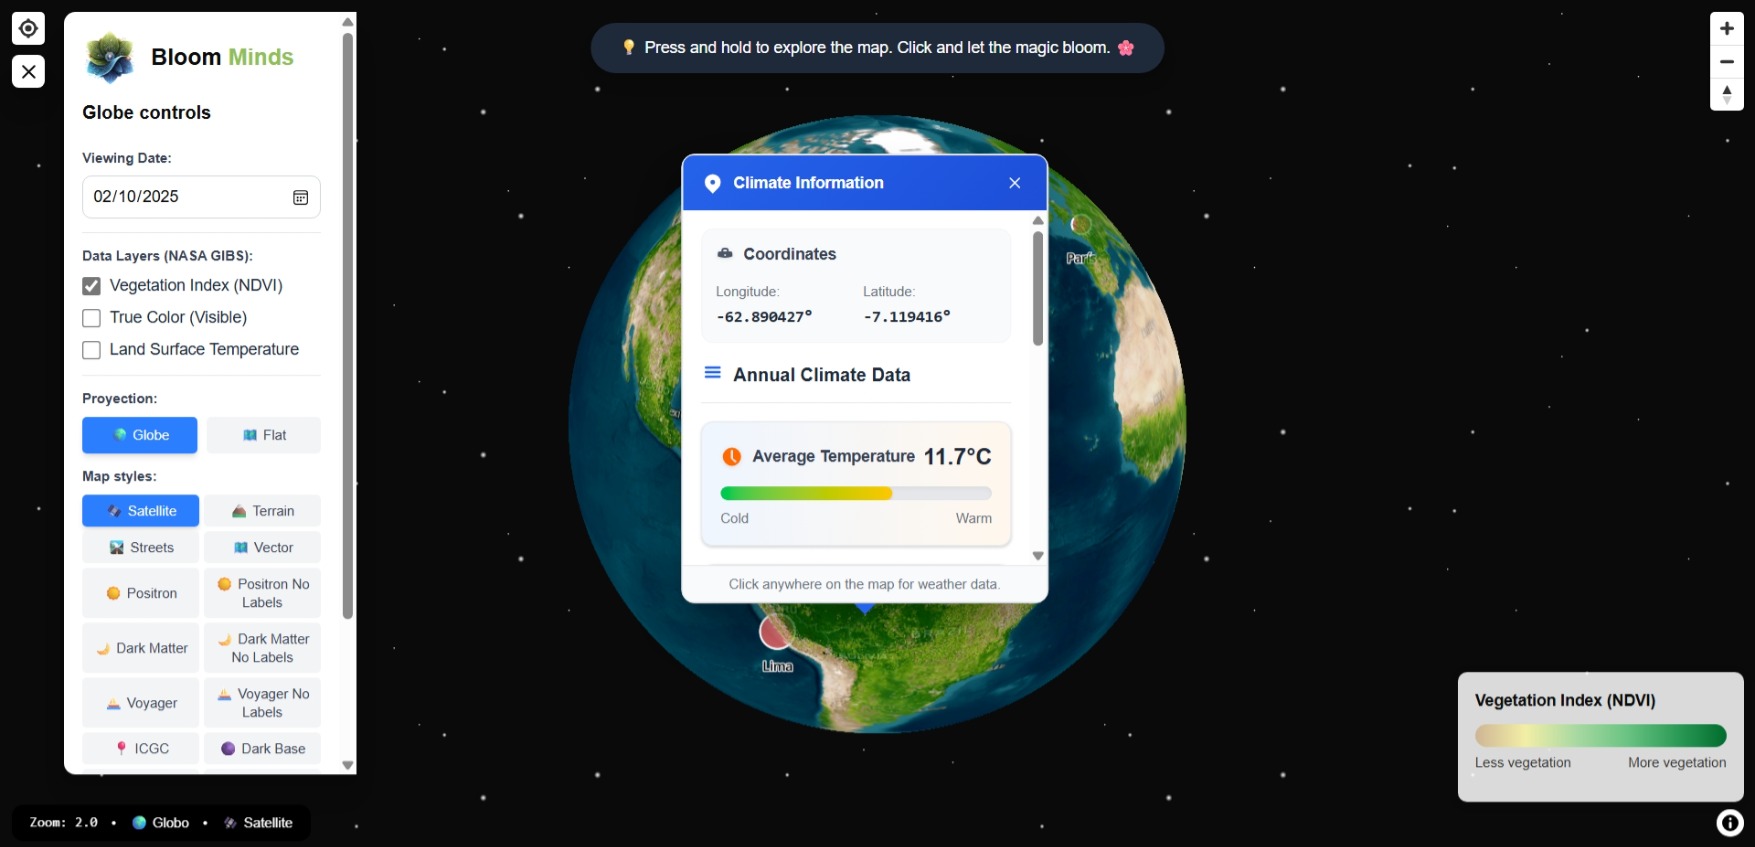 Bloom Minds
Globe controls
Viewing Date:
02/10/2025
Data Layers (NASA GIBS):
Vegetation Index (NDVI)
True Color (Visible)
Land Surface Temperature
Proyection:
Globe
Flat
Map styles:
Satellite
Terrain
Streets
Vector
Positron
Positron No
Labels
Dark Matter
Dark Matter
No Labels
Voyager
Voyager No
Labels
ICGC
Dark Base
Zoom: 2.0 • Globo • Satellite
Press and hold to explore the map. Click and let the magic bloom.
Climate Information
Coordinates
Longitude:
Latitude:
-62.890427°
-7.119416°
Annual Climate Data
Average Temperature 11.7°C
Cold
Warm
Click anywhere on the map for weather data.
Paris
Lima
Vegetation Index (NDVI)
Less vegetation
More vegetation